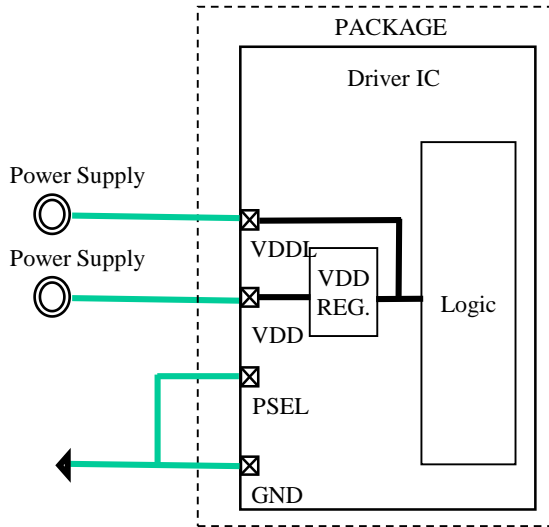 PACKAGE
Driver IC
Power Supply
VDDL
Power Supply
VDD
REG.
Logic
VDD
PSEL
GND